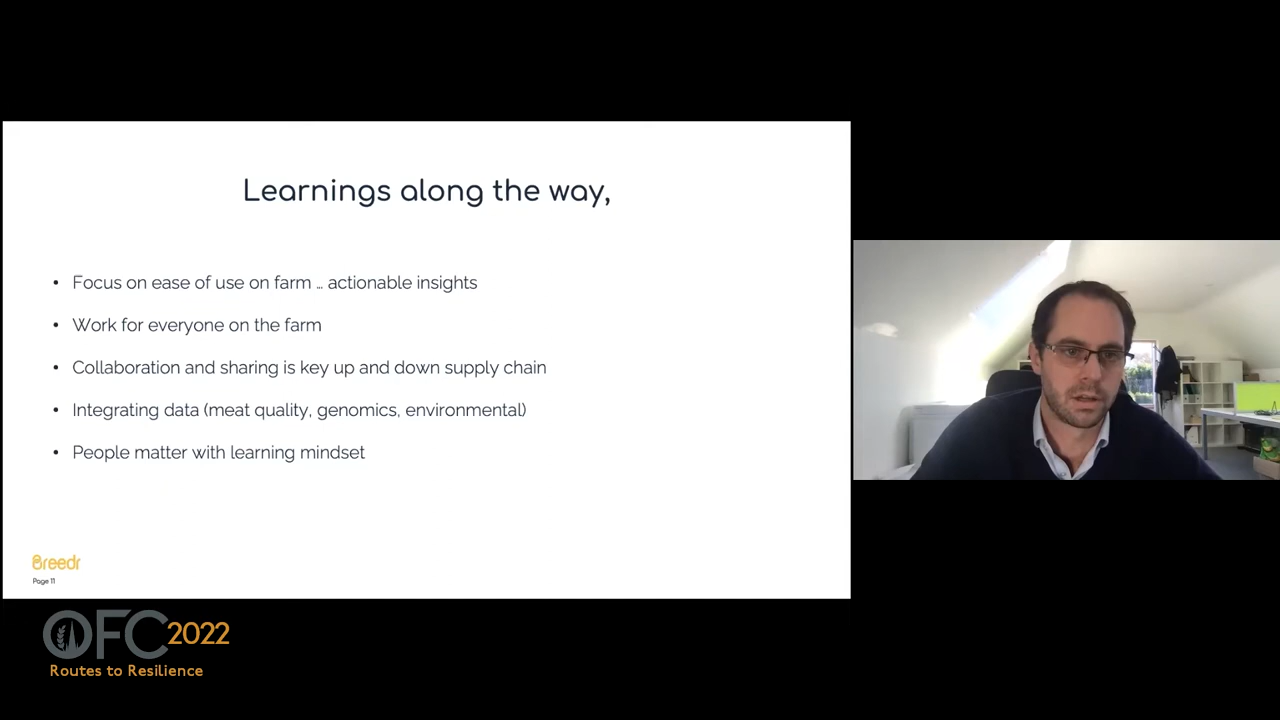 Learnings along the way,
• Focus on ease of use on farm … actionable insights
• Work for everyone on the farm
• Collaboration and sharing is key up and down supply chain
• Integrating data (meat quality, genomics, environmental)
• People matter with learning mindset
Breedr
Page 11
OFC2022
Routes to Resilience